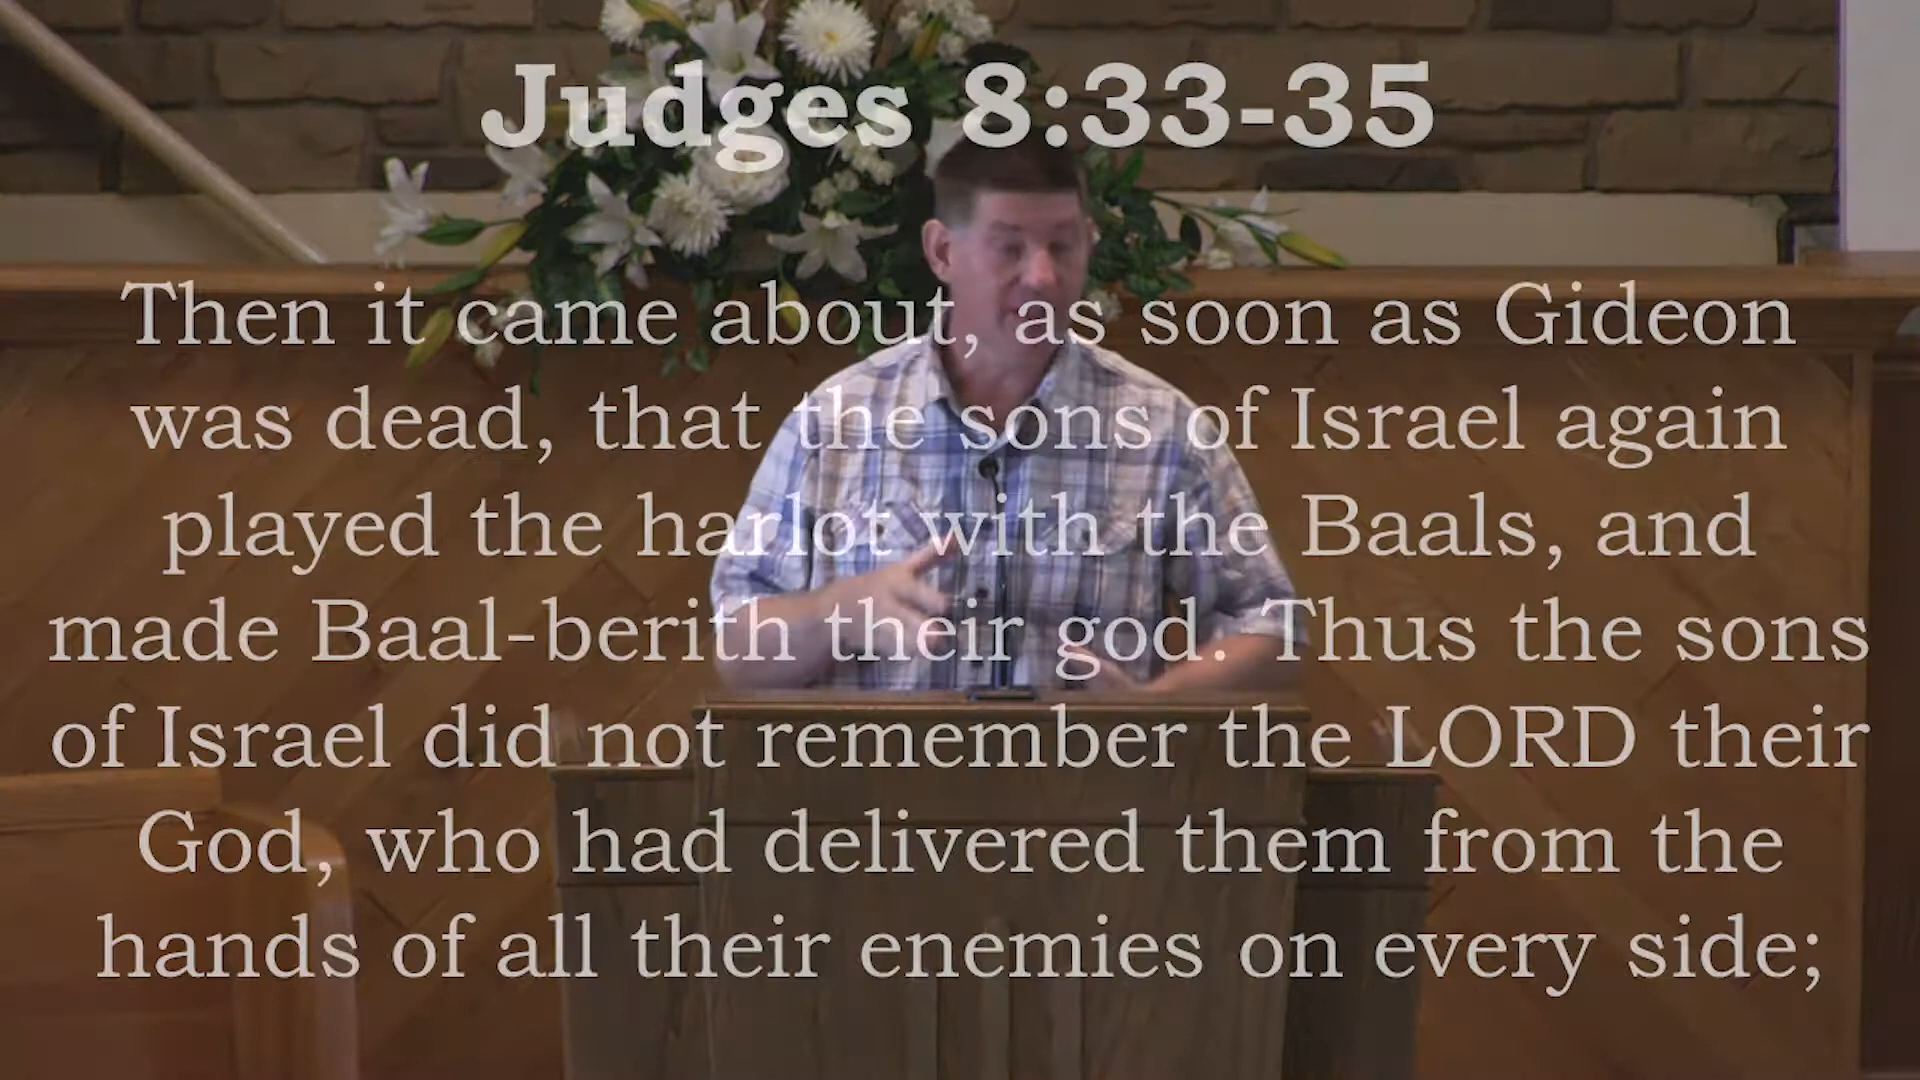 Judges 8:33-35
Then it came about, as soon as Gideon
was dead, that the sons of Israel again
played the harlot with the Baals, and
made Baal-berith their god. Thus the sons
of Israel did not remember the LORD their
God, who had delivered them from the
hands of all their enemies on every side;